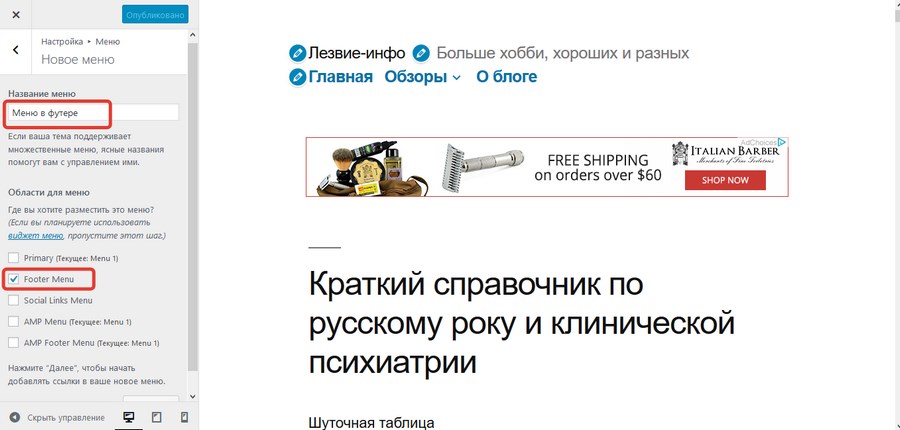 Опубликовано
Настройка ▸ Меню
Новое меню
Название меню
Меню в футере
Если ваша тема поддерживает
множественные меню, ясные названия
помогут вам с управлением ими.
Области для меню
Где вы хотите разместить это меню?
(Если вы планируете использовать
виджет меню, пропустите этот шаг.)
Primary (Текущее: Menu 1)
Footer Menu
Social Links Menu
AMP Menu (Текущее: Menu 1)
AMP Footer Menu (Текущее: Menu 1)
Нажмите "Далее", чтобы начать
добавлять ссылки в ваше новое меню.
Скрыть управление
Лезвие-инфо Больше хобби, хороших и разных
Главная Обзоры О блоге
FREE SHIPPING
on orders over $60
AdChoices
ITALIAN BARBER
Merchants of Fine Traditions
SHOP NOW
Краткий справочник по
русскому року и клинической
психиатрии
Шуточная таблица